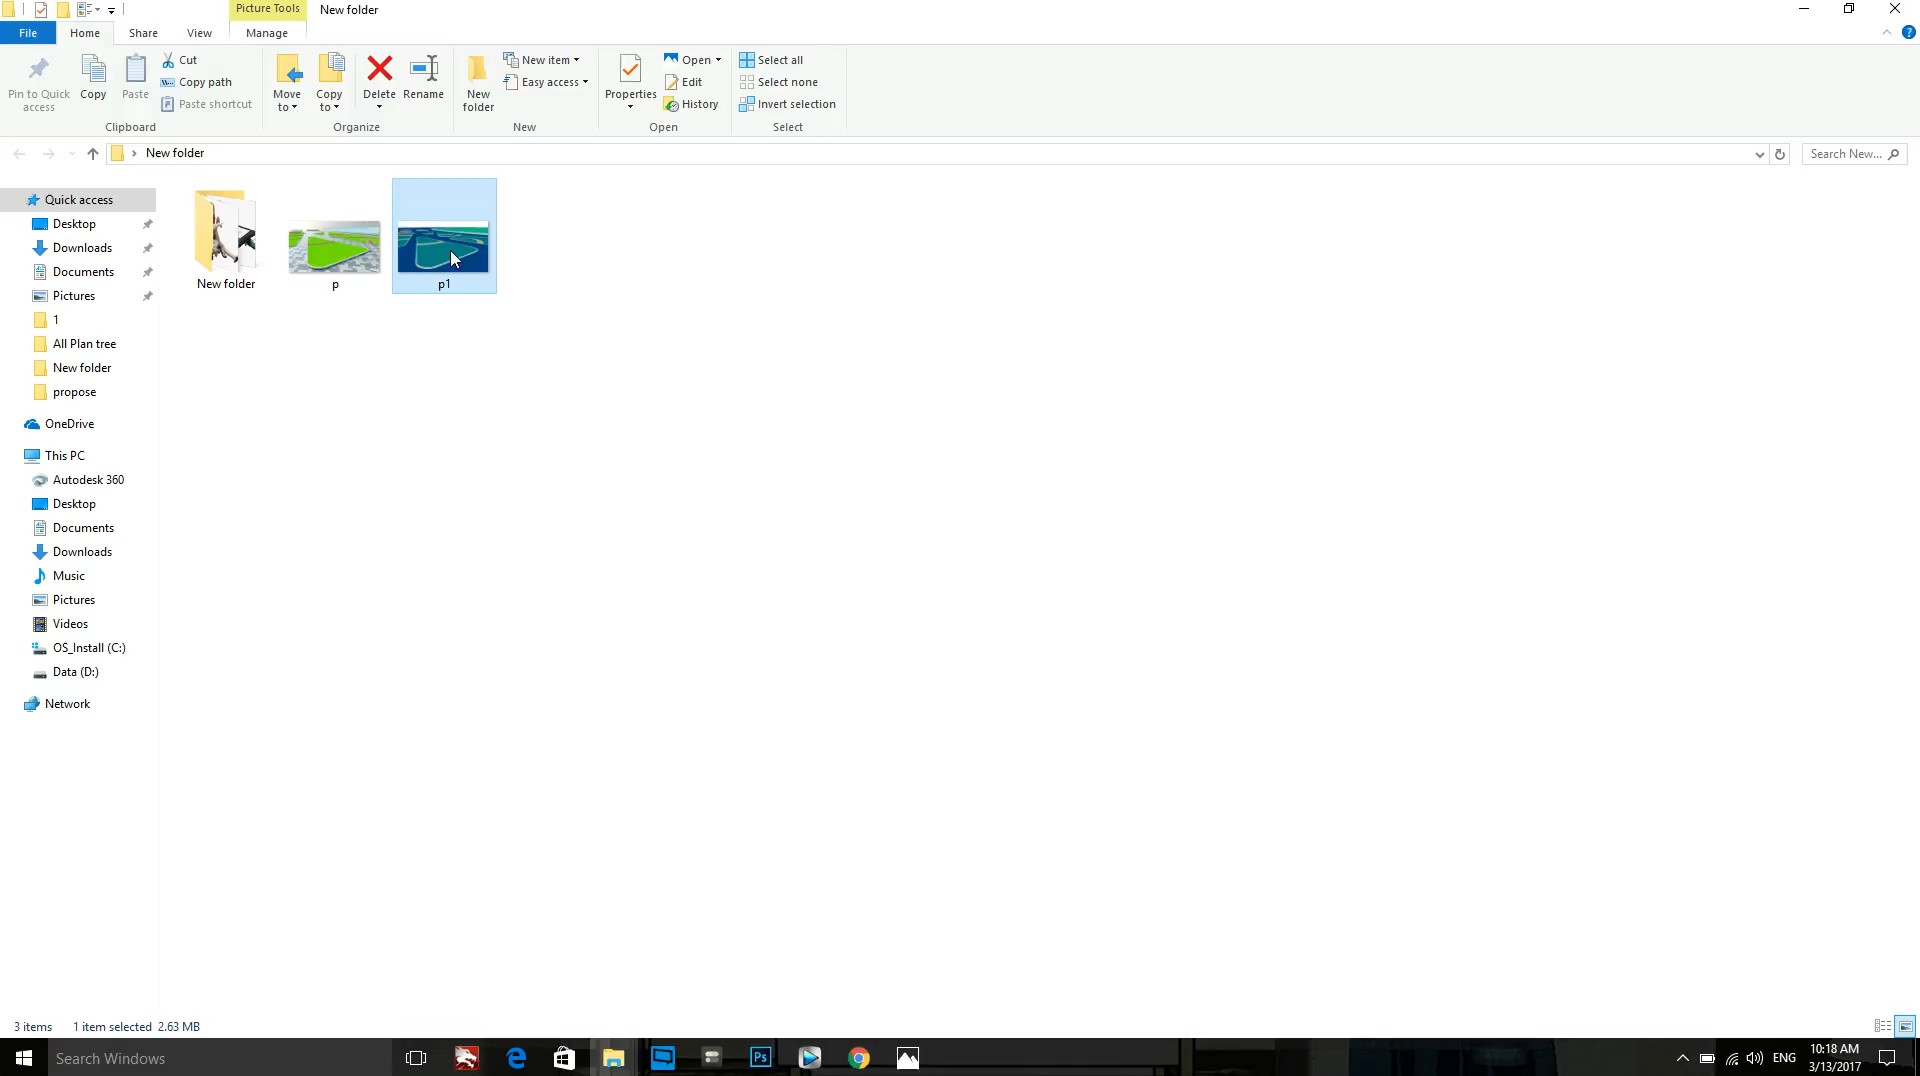 Picture Tools
New folder
File
Home
Share
View
Manage
Pin to Quick access
Copy
Paste
Cut
Copy path
Paste shortcut
Clipboard
Move to
Copy to
Delete
Rename
Organize
New folder
New item
Easy access
New
Properties
Open
Edit
History
Open
Select all
Select none
Invert selection
Select
New folder
Search New...
Quick access
Desktop
Downloads
Documents
Pictures
1
All Plan tree
New folder
propose
OneDrive
This PC
Autodesk 360
Desktop
Documents
Downloads
Music
Pictures
Videos
OS_Install (C:)
Data (D:)
Network
New folder
p
p1
3 items
1 item selected 2.63 MB
Search Windows
Ps
ENG
10:18 AM
3/13/2017